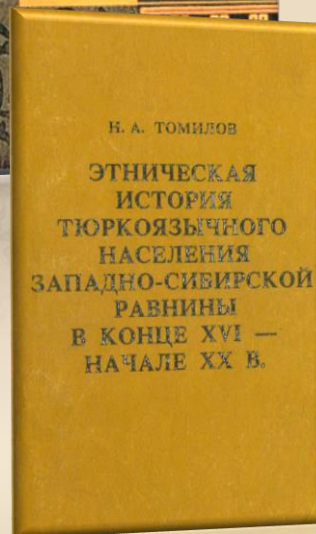 Н. А. ТОМИЛОВ
ЭТНИЧЕСКАЯ
ИСТОРИЯ
ТЮРКОЯЗЫЧНОГО
НАСЕЛЕНИЯ
ЗАПАДНО-СИБИРСКОЙ
РАВНИНЫ
В КОНЦЕ XVI —
НАЧАЛЕ XX В.